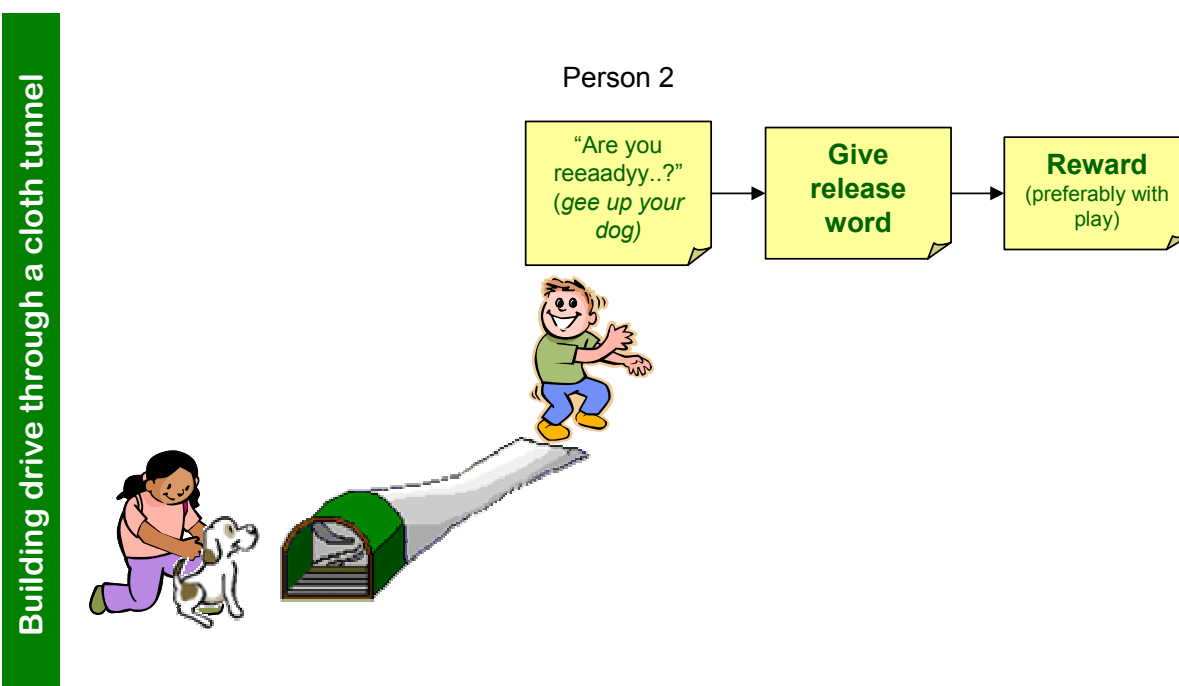 Building drive through a cloth tunnel
Person 2
“Are you
reeaadyy..?”
(gee up your
dog)
Give
release
word
Reward
(preferably with
play)